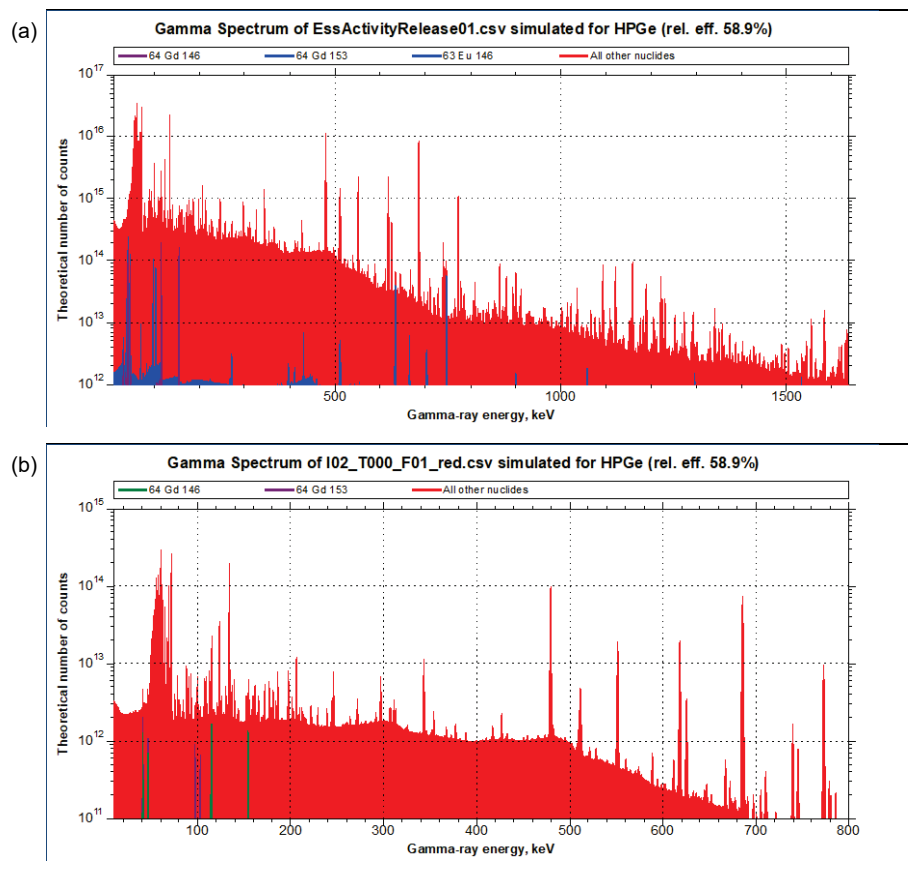 (a)
Gamma Spectrum of EssActivityRelease01.csv simulated for HPGe (rel. eff. 58.9%)
64 Gd 146 64 Gd 153 63 Eu 146 All other nuclides
Theoretical number of counts
10^17
10^16
10^15
10^14
10^13
10^12
500 1000 1500
Gamma-ray energy, keV
(b)
Gamma Spectrum of I02_T000_F01_red.csv simulated for HPGe (rel. eff. 58.9%)
64 Gd 146 64 Gd 153 All other nuclides
Theoretical number of counts
10^15
10^14
10^13
10^12
10^11
100 200 300 400 500 600 700 800
Gamma-ray energy, keV